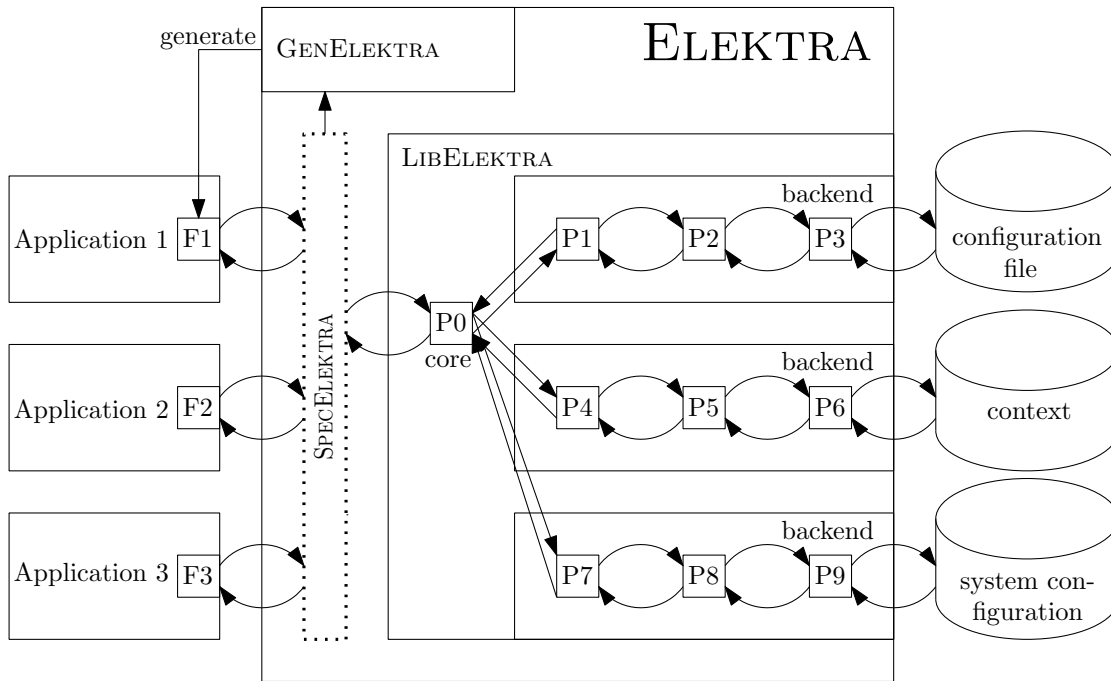 generate
GENELEKTRA
ELEKTRA
LIBELEKTRA
SPECELEKTRA
Application 1
F1
Application 2
F2
Application 3
F3
P0
core
backend
P1
P2
P3
configuration
file
backend
P4
P5
P6
context
backend
P7
P8
P9
system con-
figuration